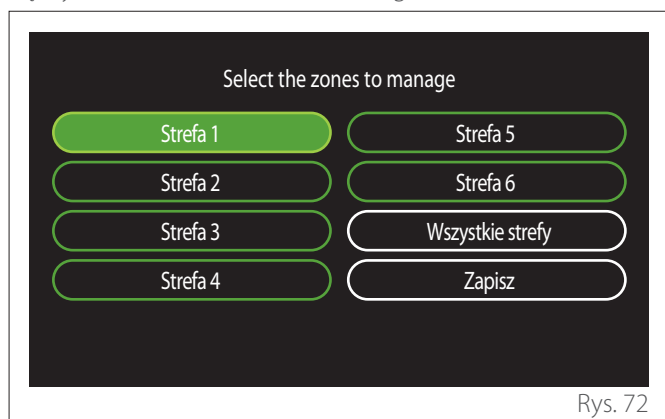 Select the zones to manage
Strefa 1
Strefa 2
Strefa 3
Strefa 4
Strefa 5
Strefa 6
Wszystkie strefy
Zapisz
Rys. 72